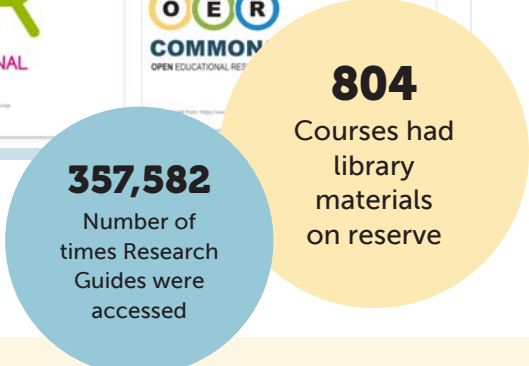 NAL
OER
COMMON
OPEN EDUCATIONAL RES
804
Courses had
library
materials
on reserve
357,582
Number of
times Research
Guides were
accessed